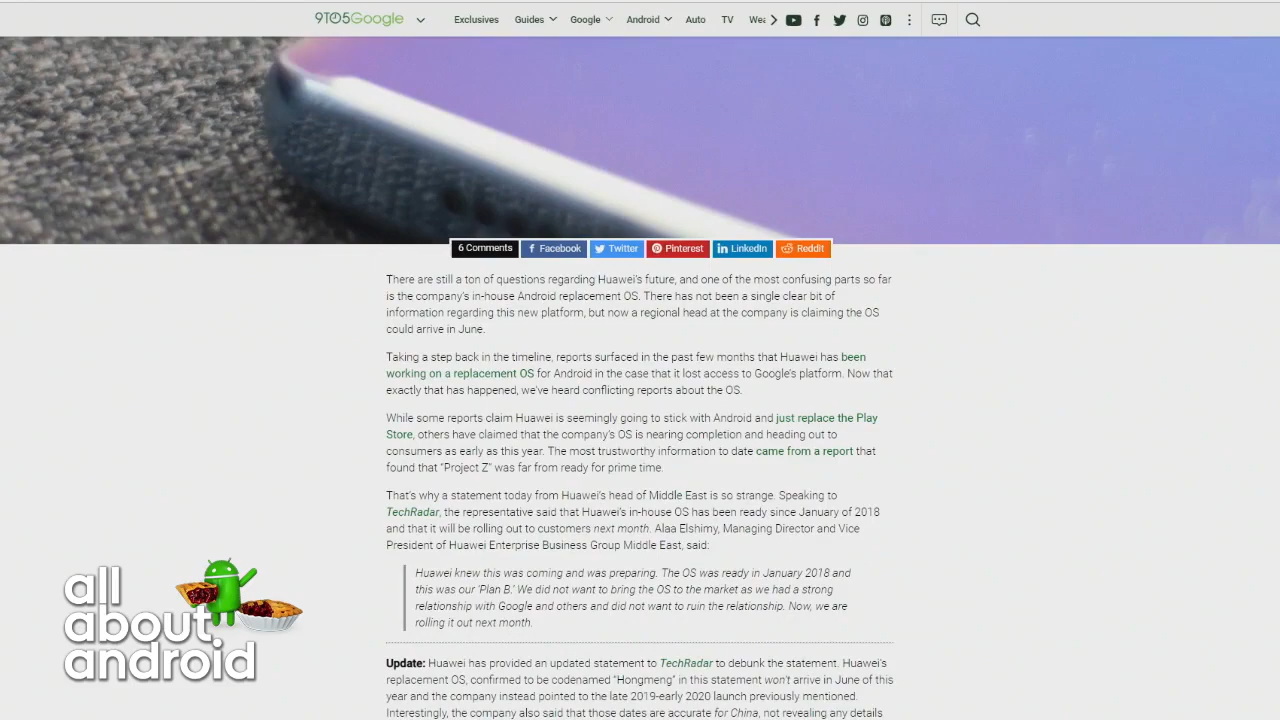 9TO5Google
Exclusives Guides Google Android Auto TV Wea
6 Comments Facebook Twitter Pinterest LinkedIn Reddit
There are still a ton of questions regarding Huawei's future, and one of the most confusing parts so far
is the company's in-house Android replacement OS. There has not been a single clear bit of
information regarding this new platform, but now a regional head at the company is claiming the OS
could arrive in June.
Taking a step back in the timeline, reports surfaced in the past few months that Huawei has been
working on a replacement OS for Android in the case that it lost access to Google's platform. Now that
exactly that has happened, we've heard conflicting reports about the OS.
While some reports claim Huawei is seemingly going to stick with Android and just replace the Play
Store, others have claimed that the company's OS is nearing completion and heading out to
consumers as early as this year. The most trustworthy information to date came from a report that
found that "Project Z" was far from ready for prime time.
That's why a statement today from Huawei's head of Middle East is so strange. Speaking to
TechRadar, the representative said that Huawei's in-house OS has been ready since January of 2018
and that it will be rolling out to customers next month. Alaa Elshimy, Managing Director and Vice
President of Huawei Enterprise Business Group Middle East, said:
Huawei knew this was coming and was preparing. The OS was ready in January 2018 and
this was our 'Plan B.' We did not want to bring the OS to the market as we had a strong
relationship with Google and others and did not want to ruin the relationship. Now, we are
rolling it out next month.
Update: Huawei has provided an updated statement to TechRadar to debunk the statement. Huawei's
replacement OS, confirmed to be codenamed "Hongmeng" in this statement won't arrive in June of this
year and the company instead pointed to the late 2019-early 2020 launch previously mentioned.
Interestingly, the company also said that those dates are accurate for China, not revealing any details
all
about
android